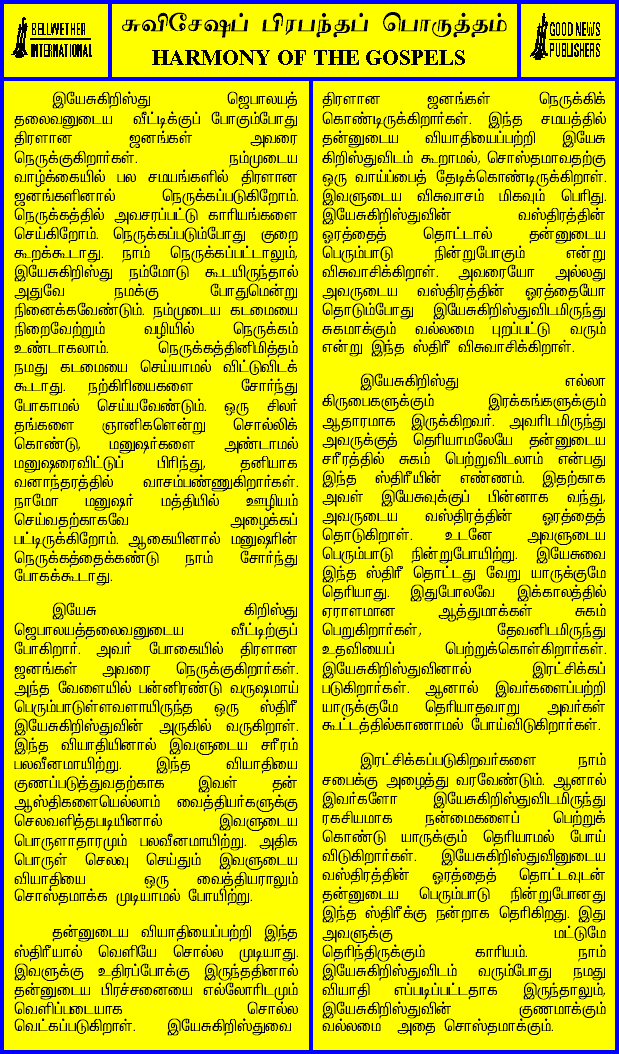 BELLWETHER
INTERNATIONAL
சுவிசேஷப் பிரபந்தப் பொருத்தம்
HARMONY OF THE GOSPELS
GOOD NEWS
PUBLISHERS
இயேசுகிறிஸ்து ஜெபாலயத்
தலைவனுடைய வீட்டிக்குப் போகும்போது
திரளான ஜனங்கள் அவரை
நெருக்குகிறார்கள். நம்முடைய
வாழ்க்கையில் பல சமயங்களில் திரளான
ஜனங்களினால் நெருக்கப்படுகிறோம்.
நெருக்கத்தில் அவசரப்பட்டு காரியங்களை
செய்கிறோம். நெருக்கப்படும்போது குறை
கூறக்கூடாது. நாம் நெருக்கப்பட்டாலும்,
இயேசுகிறிஸ்து நம்மோடு கூடயிருந்தால்
அதுவே நமக்கு போதுமென்று
நினைக்கவேண்டும். நம்முடைய கடமையை
நிறைவேற்றும் வழியில் நெருக்கம்
உண்டாகலாம். நெருக்கத்தினிமித்தம்
நமது கடமையை செய்யாமல் விட்டுவிடக்
கூடாது. நற்கிரியைகளை சோர்ந்து
போகாமல் செய்யவேண்டும். ஒரு சிலர்
தங்களை ஞானிகளென்று சொல்லிக்
கொண்டு, மனுஷர்களை அண்டாமல்
மனுஷரைவிட்டுப் பிரிந்து, தனியாக
வனாந்தரத்தில் வாசம்பண்ணுகிறார்கள்.
நாமோ மனுஷர் மத்தியில் ஊழியம்
செய்வதற்காகவே அழைக்கப்
பட்டிருக்கிறோம். ஆகையினால் மனுஷரின்
நெருக்கத்தைக்கண்டு நாம் சோர்ந்து
போகக்கூடாது.
இயேசு கிறிஸ்து
ஜெபாலயத்தலைவனுடைய வீட்டிற்குப்
போகிறார். அவர் போகையில் திரளான
ஜனங்கள் அவரை நெருக்குகிறார்கள்.
அந்த வேளையில் பன்னிரண்டு வருஷமாய்
பெரும்பாடுள்ளவளாயிருந்த ஒரு ஸ்திரீ
இயேசுகிறிஸ்துவின் அருகில் வருகிறாள்.
இந்த வியாதியினால் இவளுடைய சரீரம்
பலவீனமாயிற்று. இந்த வியாதியை
குணப்படுத்துவதற்காக இவள் தன்
ஆஸ்திகளையெல்லாம் வைத்தியர்களுக்கு
செலவளித்தபடியினால் இவளுடைய
பொருளாதாரமும் பலவீனமாயிற்று. அதிக
பொருள் செலவு செய்தும் இவளுடைய
வியாதியை ஒரு வைத்தியராலும்
சொஸ்தமாக்க முடியாமல் போயிற்று.
தன்னுடைய வியாதியைப்பற்றி இந்த
ஸ்திரீயால் வெளியே சொல்ல முடியாது.
இவளுக்கு உதிரப்போக்கு இருந்ததினால்
தன்னுடைய பிரச்சனையை எல்லோரிடமும்
வெளிப்படையாக சொல்ல
வெட்கப்படுகிறாள். இயேசுகிறிஸ்துவை
திரளான ஜனங்கள் நெருக்கிக்
கொண்டிருக்கிறார்கள். இந்த சமயத்தில்
தன்னுடைய வியாதியைப்பற்றி இயேசு
கிறிஸ்துவிடம் கூறாமல், சொஸ்தமாவதற்கு
ஒரு வாய்ப்பைத் தேடிக்கொண்டிருக்கிறாள்.
இவளுடைய விசுவாசம் மிகவும் பெரிது.
இயேசுகிறிஸ்துவின் வஸ்திரத்தின்
ஓரத்தைத் தொட்டால் தன்னுடைய
பெரும்பாடு நின்றுபோகும் என்று
விசுவாசிக்கிறாள். அவரையோ அல்லது
அவருடைய வஸ்திரத்தின் ஓரத்தையோ
தொடும்போது இயேசுகிறிஸ்துவிடமிருந்து
சுகமாக்கும் வல்லமை புறப்பட்டு வரும்
என்று இந்த ஸ்திரீ விசுவாசிக்கிறாள்.
இயேசுகிறிஸ்து எல்லா
கிருபைகளுக்கும் இரக்கங்களுக்கும்
ஆதாரமாக இருக்கிறவர். அவரிடமிருந்து
அவருக்குத் தெரியாமலேயே தன்னுடைய
சரீரத்தில் சுகம் பெற்றுவிடலாம் என்பது
இந்த ஸ்திரீயின் எண்ணம். இதற்காக
அவள் இயேசுவுக்குப் பின்னாக வந்து,
அவருடைய வஸ்திரத்தின் ஓரத்தைத்
தொடுகிறாள். உடனே அவளுடைய
பெரும்பாடு நின்றுபோயிற்று. இயேசுவை
இந்த ஸ்திரீ தொட்டது வேறு யாருக்குமே
தெரியாது. இதுபோலவே இக்காலத்தில்
ஏராளமான ஆத்துமாக்கள் சுகம்
பெறுகிறார்கள், தேவனிடமிருந்து
உதவியைப் பெற்றுக்கொள்கிறார்கள்.
இயேசுகிறிஸ்துவினால் இரட்சிக்கப்
படுகிறார்கள். ஆனால் இவர்களைப்பற்றி
யாருக்குமே தெரியாதவாறு அவர்கள்
கூட்டத்தில்காணாமல் போய்விடுகிறார்கள்.
இரட்சிக்கப்படுகிறவர்களை நாம்
சபைக்கு அழைத்து வரவேண்டும். ஆனால்
இவர்களோ இயேசுகிறிஸ்துவிடமிருந்து
ரகசியமாக நன்மைகளைப் பெற்றுக்
கொண்டு யாருக்கும் தெரியாமல் போய்
விடுகிறார்கள். இயேசுகிறிஸ்துவினுடைய
வஸ்திரத்தின் ஓரத்தைத் தொட்டவுடன்
தன்னுடைய பெரும்பாடு நின்றுபோனது
இந்த ஸ்திரீக்கு நன்றாக தெரிகிறது. இது
அவளுக்கு மட்டுமே
தெரிந்திருக்கும் காரியம். நாம்
இயேசுகிறிஸ்துவிடம் வரும்போது நமது
வியாதி எப்படிப்பட்டதாக இருந்தாலும்,
இயேசுகிறிஸ்துவின் குணமாக்கும்
வல்லமை அதை சொஸ்தமாக்கும்.